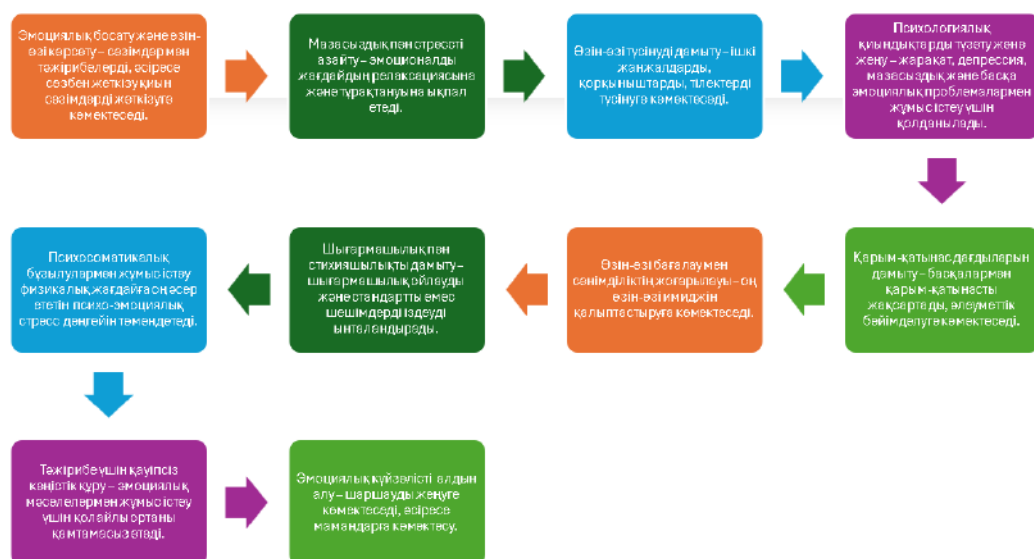 Эмоциялық босату және өзін-
өзі көрсету – сезімдер мен
тәжірибелерді, әсіресе
сөзбен жеткізу қиын
сезімдерді жеткізуге
көмектеседі.
Мазасыздық пен стрессті
азайту – эмоционалды
жағдайдың релаксациясына
және тұрақтануына ықпал
етеді.
Өзін-өзі түсінуді дамыту – ішкі
жанжалдарды,
қорқыныштарды, тілектерді
түсінуге көмектеседі.
Психологиялық
қиындықтарды түзету және
жеңу – жарақат, депрессия,
мазасыздық және басқа
эмоциялық проблемалармен
жұмыс істеу үшін
қолданылады.
Қарым-қатынас дағдыларын
дамыту – басқалармен
қарым-қатынасты
жақсартады, әлеуметтік
бейімделуге көмектеседі.
Өзін-өзі бағалау мен
сенімділіктің жоғарылауы – оң
өзін-өзі имиджін
қалыптастыруға көмектеседі.
Шығармашылық пен
стихияшылықты дамыту –
шығармашылық ойлауды
және стандартты емес
шешімдерді іздеуді
ынталандырады.
Психосоматикалық
бұзылулармен жұмыс істеу
физикалық жағдайға оң әсер
ететін психо-эмоциялық
стресс деңгейін төмендетеді.
Тәжірибе үшін қауіпсіз
кеңістік құру – эмоциялық
мәселелермен жұмыс істеу
үшін қолайлы ортаны
қамтамасыз етеді.
Эмоциялық күйзелісті алдын
алу – шаршауды жеңуге
көмектеседі, әсіресе
мамандарға көмектесу.